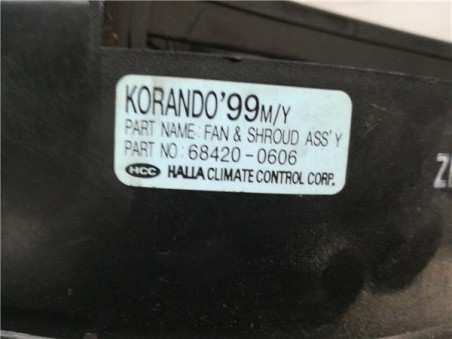 KORANDO'99M/Y
PART NAME: FAN & SHROUD ASS'Y
PART NO: 68420-0606
HCC HALLA CLIMATE CONTROL CORP.